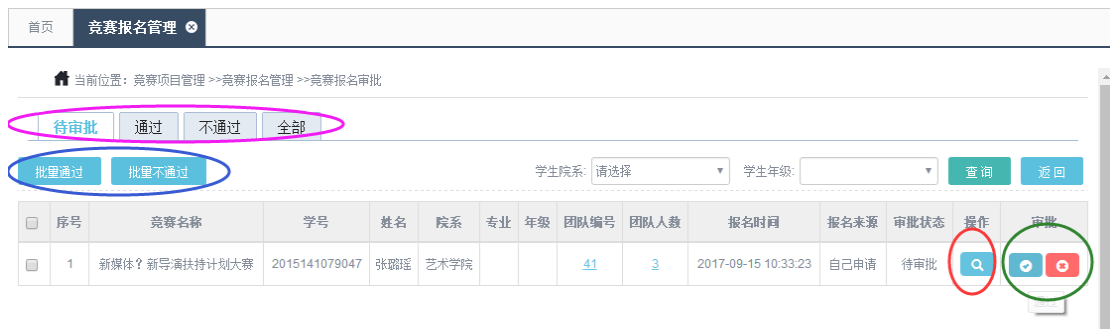 首页 竞赛报名管理
当前位置：竞赛项目管理 >>竞赛报名管理 >>竞赛报名审批
待审批 通过 不通过 全部
批量通过 批量不通过 学生院系: 请选择 学生年级: 查询 返回
序号 竞赛名称 学号 姓名 院系 专业 年级 团队编号 团队人数 报名时间 报名来源 审批状态 操作 审批
1 新媒体？新导演扶持计划大赛 2015141079047 张璐瑶 艺术学院 41 3 2017-09-15 10:33:23 自己申请 待审批